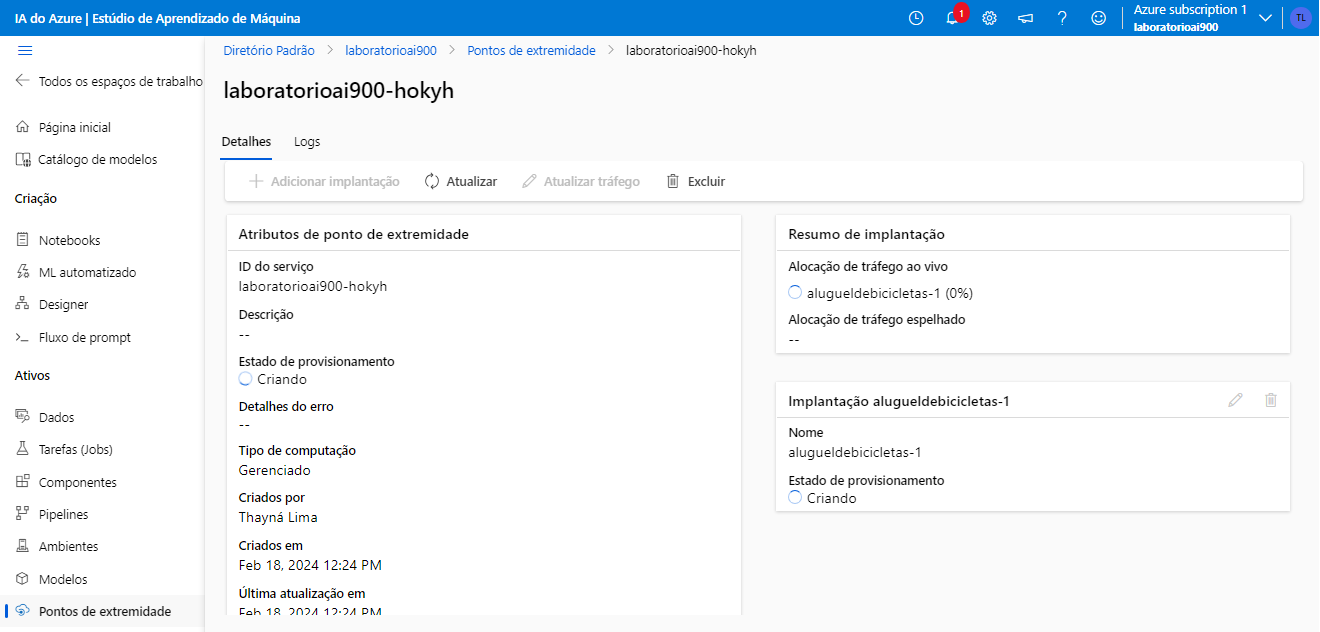 IA do Azure | Estúdio de Aprendizado de Máquina
1
Azure subscription 1
laboratorioai900
TL
Todos os espaços de trabalho
Página inicial
Catálogo de modelos
Criação
Notebooks
ML automatizado
Designer
Fluxo de prompt
Ativos
Dados
Tarefas (Jobs)
Componentes
Pipelines
Ambientes
Modelos
Pontos de extremidade
Diretório Padrão > laboratorioai900 > Pontos de extremidade > laboratorioai900-hokyh
laboratorioai900-hokyh
Detalhes Logs
Adicionar implantação Atualizar Atualizar tráfego Excluir
Atributos de ponto de extremidade
ID do serviço
laboratorioai900-hokyh
Descrição
--
Estado de provisionamento
Criando
Detalhes do erro
--
Tipo de computação
Gerenciado
Criados por
Thayná Lima
Criados em
Feb 18, 2024 12:24 PM
Última atualização em
Feb 18, 2024 12:24 PM
Resumo de implantação
Alocação de tráfego ao vivo
alugueldebicicletas-1 (0%)
Alocação de tráfego espelhado
--
Implantação alugueldebicicletas-1
Nome
alugueldebicicletas-1
Estado de provisionamento
Criando